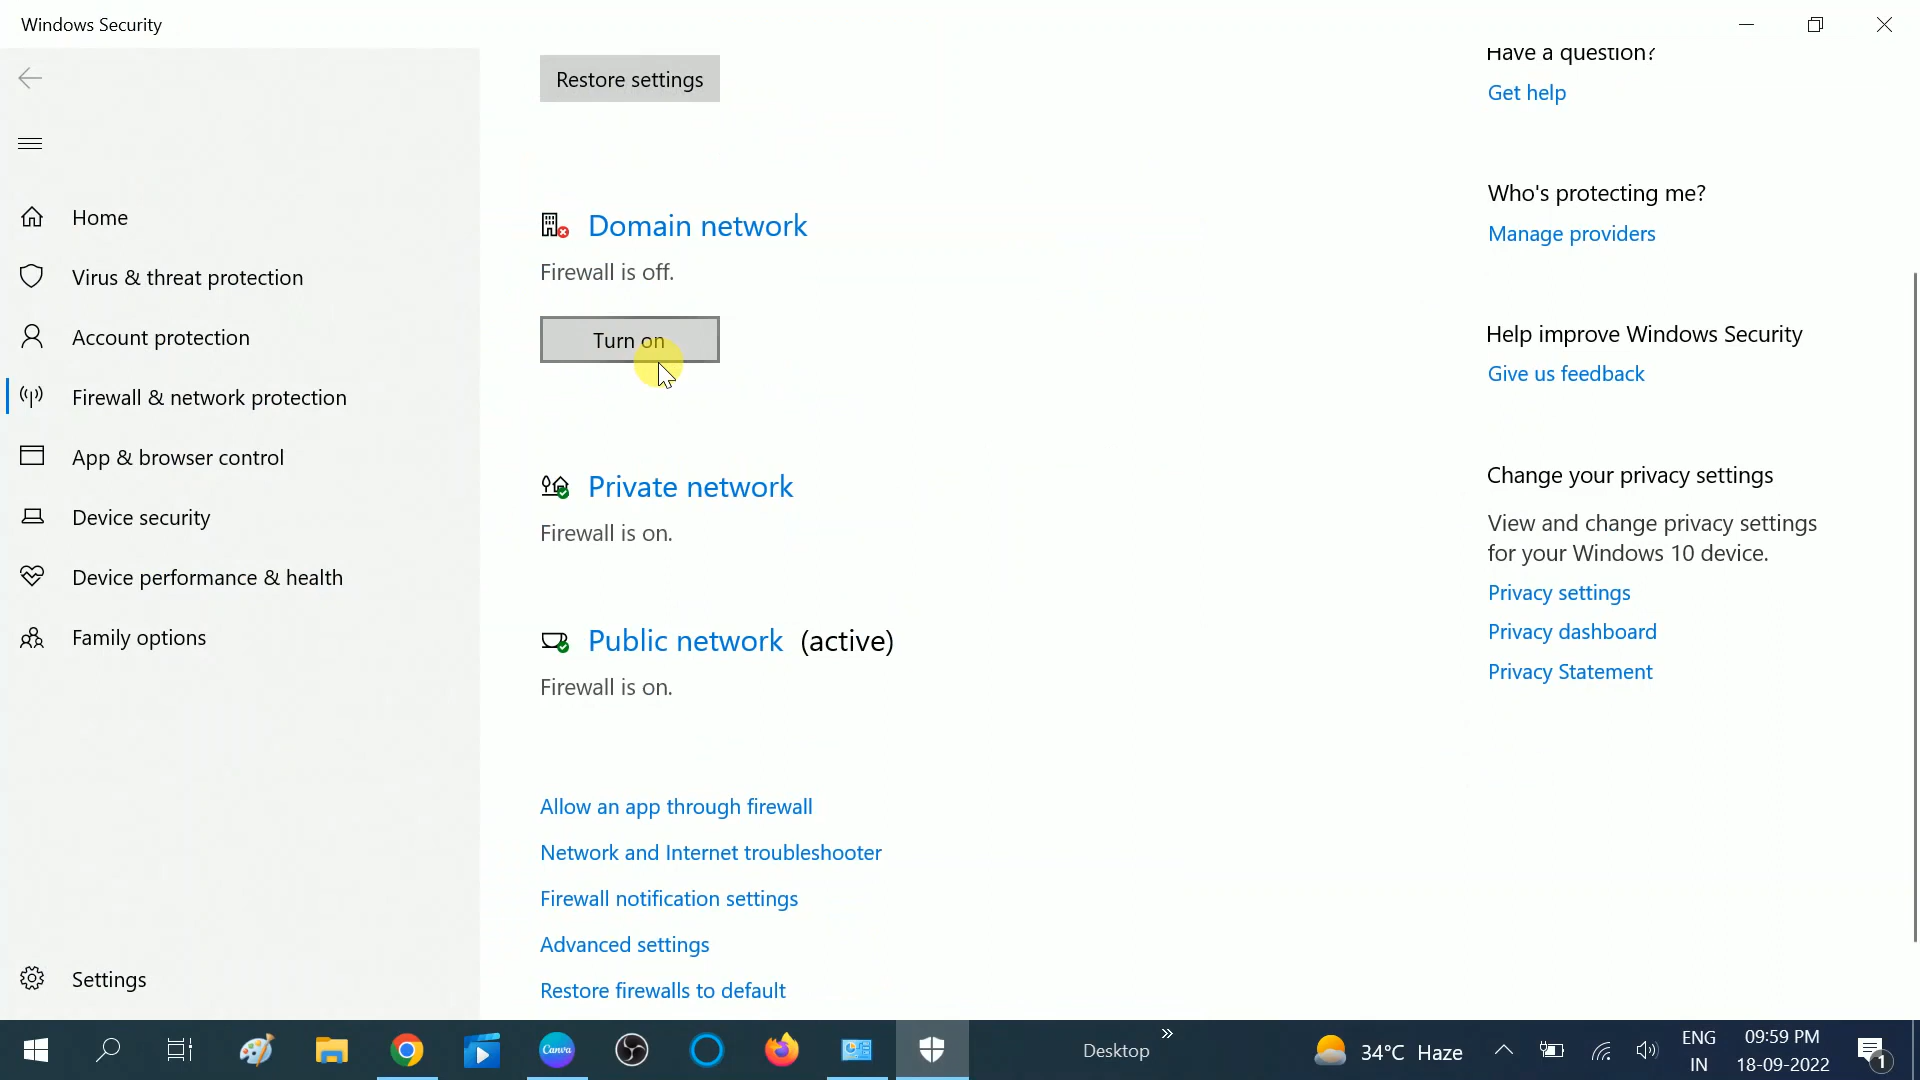 Windows Security
Home
Virus & threat protection
Account protection
Firewall & network protection
App & browser control
Device security
Device performance & health
Family options
Settings
Restore settings
Domain network
Firewall is off.
Turn on
Private network
Firewall is on.
Public network (active)
Firewall is on.
Allow an app through firewall
Network and Internet troubleshooter
Firewall notification settings
Advanced settings
Restore firewalls to default
Have a question?
Get help
Who's protecting me?
Manage providers
Help improve Windows Security
Give us feedback
Change your privacy settings
View and change privacy settings
for your Windows 10 device.
Privacy settings
Privacy dashboard
Privacy Statement
Canva
Desktop
34°C Haze
ENG
IN
09:59 PM
18-09-2022
1